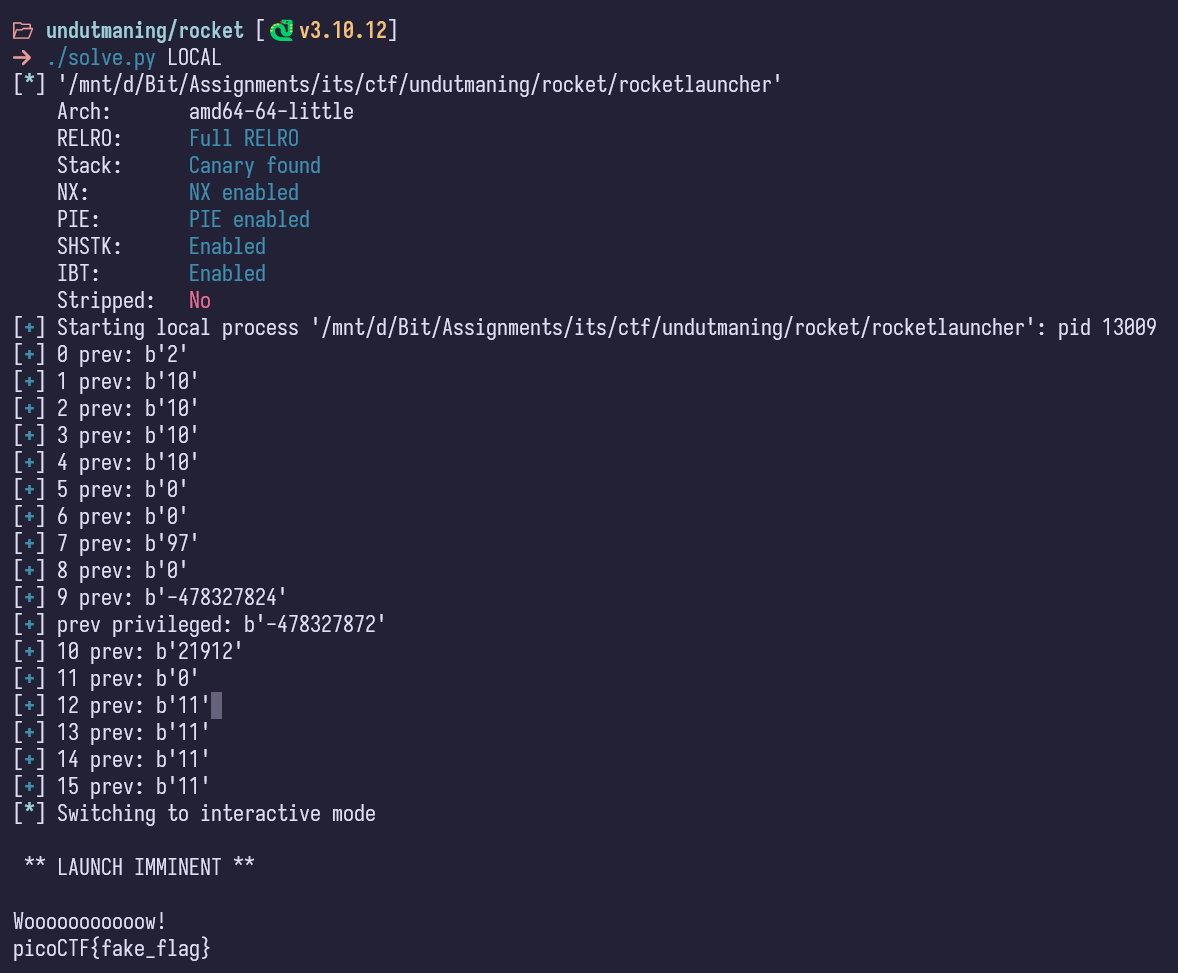 undutmaning/rocket [v3.10.12]
→ ./solve.py LOCAL
[*] '/mnt/d/Bit/Assignments/its/ctf/undutmaning/rocket/rocketlauncher'
Arch: amd64-64-little
RELRO: Full RELRO
Stack: Canary found
NX: NX enabled
PIE: PIE enabled
SHSTK: Enabled
IBT: Enabled
Stripped: No
[+] Starting local process '/mnt/d/Bit/Assignments/its/ctf/undutmaning/rocket/rocketlauncher': pid 13009
[+] 0 prev: b'2'
[+] 1 prev: b'10'
[+] 2 prev: b'10'
[+] 3 prev: b'10'
[+] 4 prev: b'10'
[+] 5 prev: b'0'
[+] 6 prev: b'0'
[+] 7 prev: b'97'
[+] 8 prev: b'0'
[+] 9 prev: b'-478327824'
[+] prev privileged: b'-478327872'
[+] 10 prev: b'21912'
[+] 11 prev: b'0'
[+] 12 prev: b'11'
[+] 13 prev: b'11'
[+] 14 prev: b'11'
[+] 15 prev: b'11'
[*] Switching to interactive mode
** LAUNCH IMMINENT **
Wooooooooooow!
picoCTF{fake_flag}